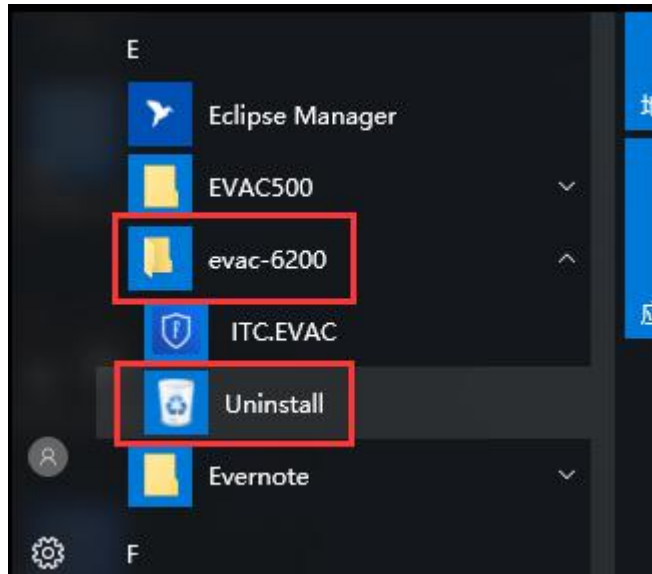 E
Eclipse Manager
EVAC500
evac-6200
ITC.EVAC
Uninstall
Evernote
F